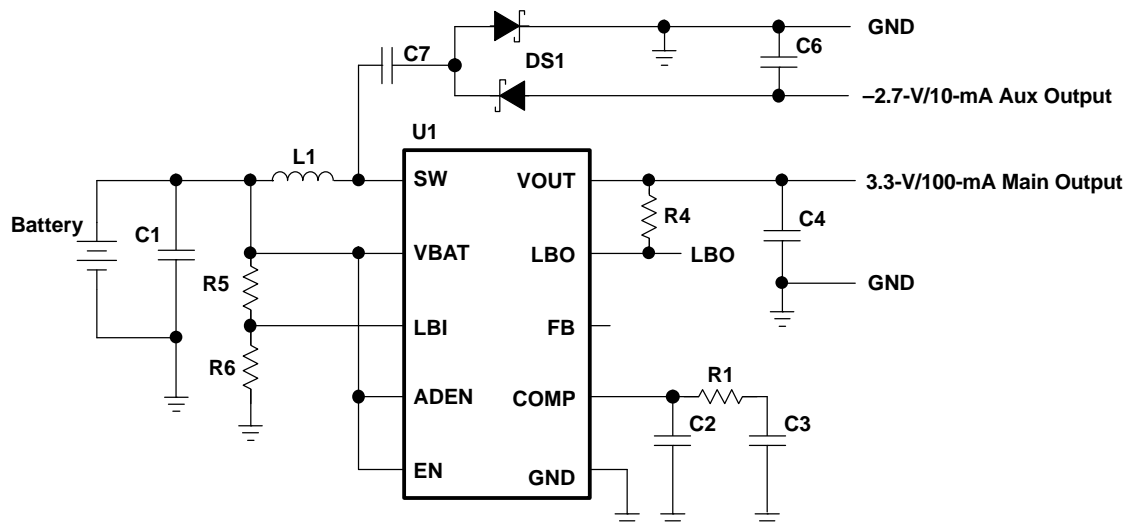 GND
C7
DS1
C6
–2.7-V/10-mA Aux Output
U1
L1
SW
VOUT
3.3-V/100-mA Main Output
Battery
C1
R4
C4
VBAT
LBO
LBO
R5
GND
LBI
FB
R6
R1
ADEN
COMP
C2
C3
EN
GND